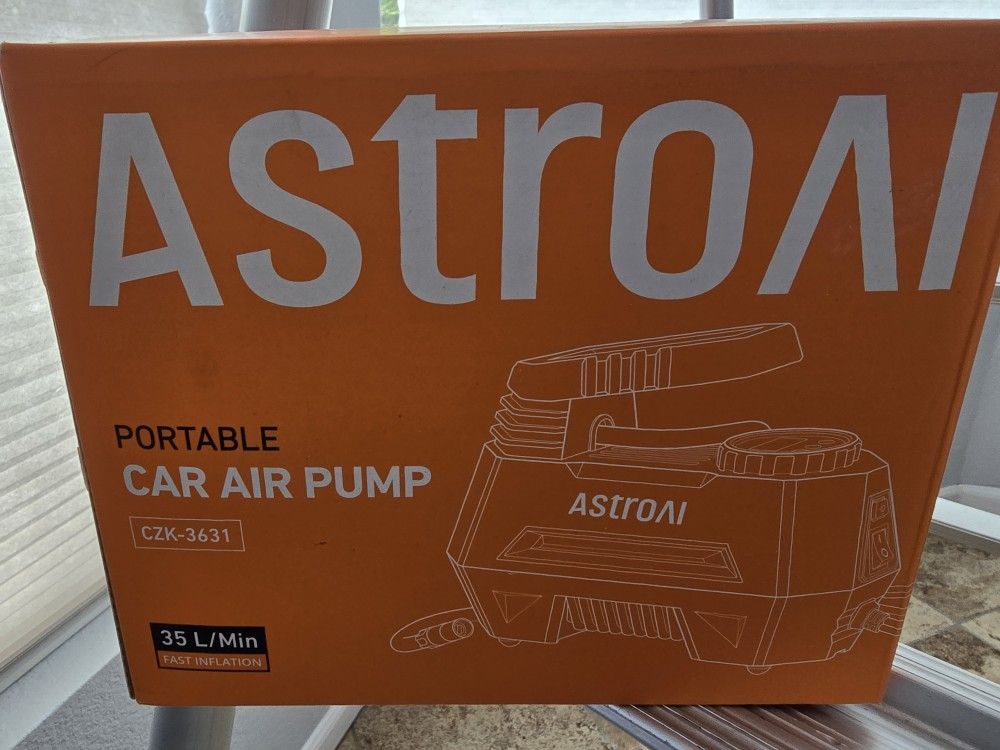 AstroAI
PORTABLE
CAR AIR PUMP
CZK-3631
AstroAI
35 L/Min
FAST INFLATION